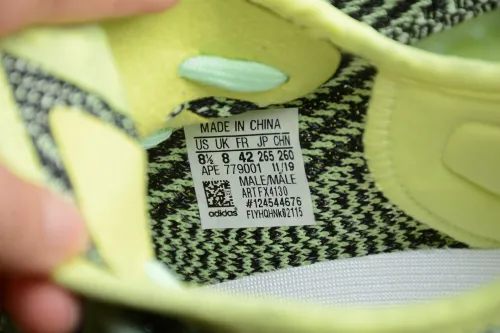 MADE IN CHINA
US UK FR JP CHN
8½ 8 42 265 260
APE 779001 11/19
MALE/MÂLE
ART FX4130
#124544676
adidas